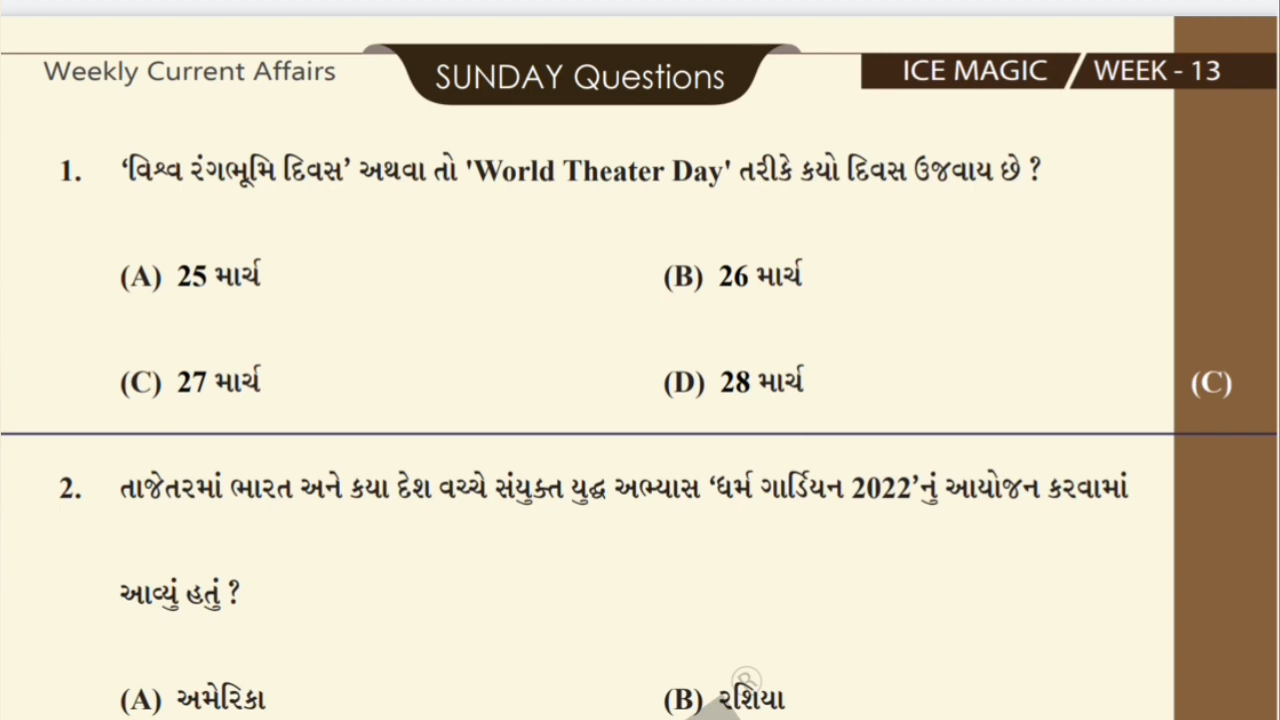 Weekly Current Affairs
SUNDAY Questions
ICE MAGIC / WEEK - 13
1. ‘વિશ્વ રંગભૂમિ દિવસ’ અથવા તો 'World Theater Day' તરીકે કયો દિવસ ઉજવાય છે ?
(A) 25 માર્ચ
(B) 26 માર્ચ
(C) 27 માર્ચ
(D) 28 માર્ચ
(C)
2. તાજેતરમાં ભારત અને કયા દેશ વચ્ચે સંયુક્ત યુદ્ધ અભ્યાસ ‘ધર્મ ગાર્ડિયન 2022’નું આયોજન કરવામાં
આવ્યું હતું ?
(A) અમેરિકા
(B) રશિયા
®